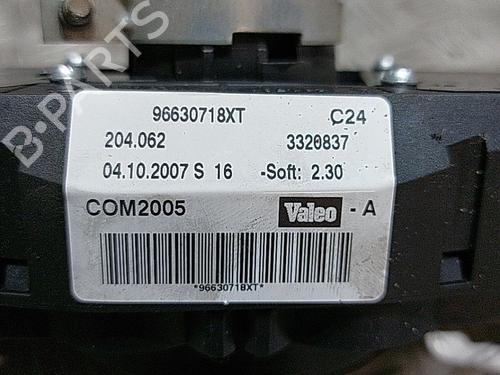 B-PARTS
96630718XT C24
204.062 3320837
04.10.2007 S 16 -Soft: 2.30
COM2005 Valeo - A
*96630718XT*